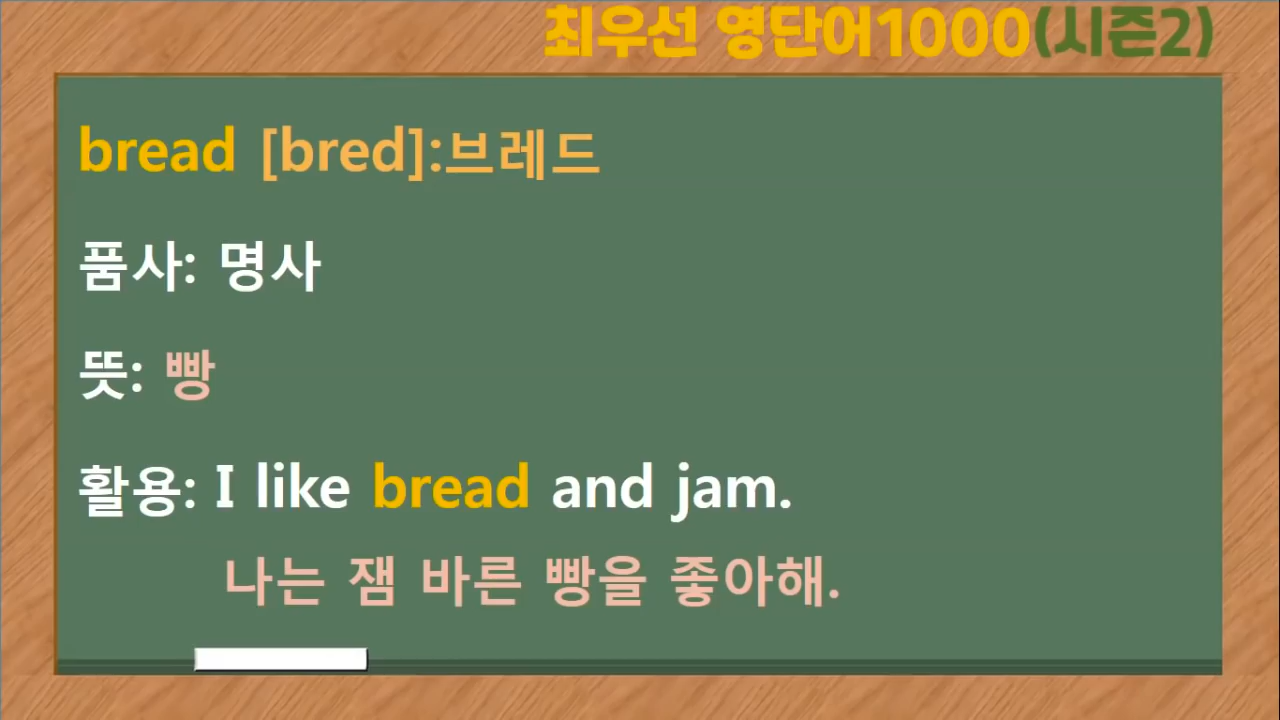 최우선 영단어1000(시즌2)
bread [bred]:브레드
품사: 명사
뜻: 빵
활용: I like bread and jam.
나는 잼 바른 빵을 좋아해.